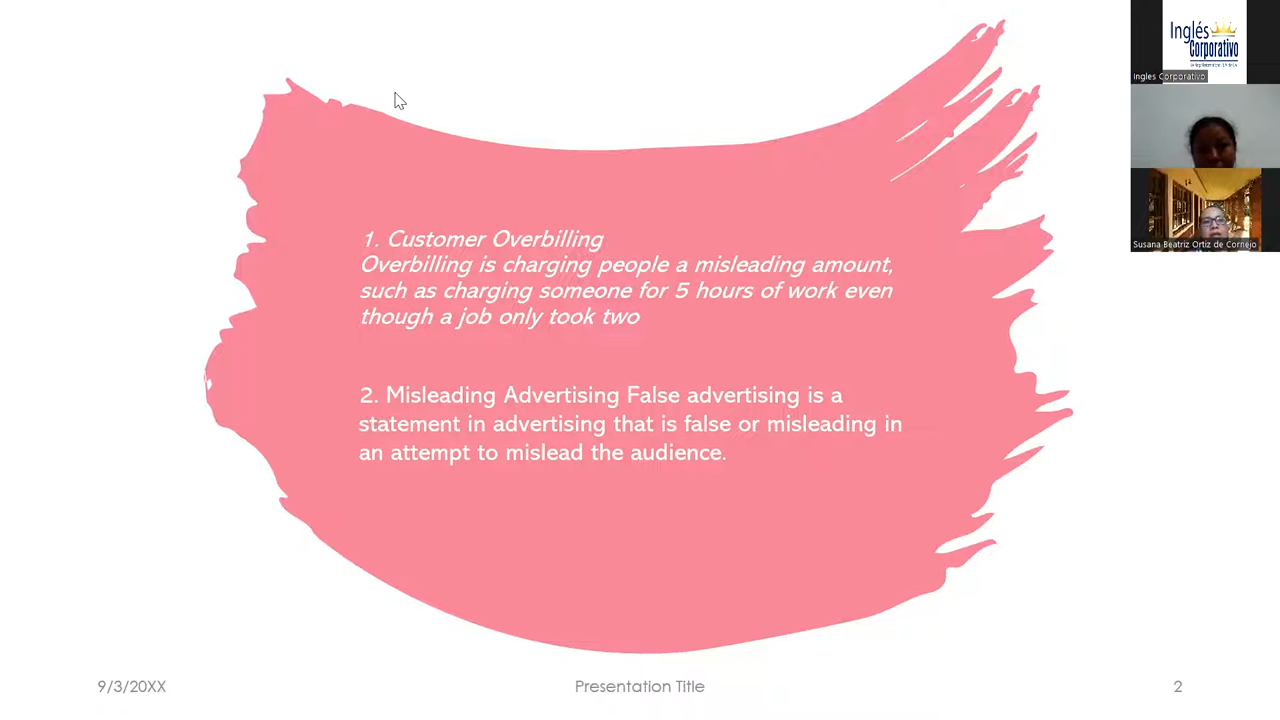 Inglés
Corporativo
Ingles Corporativo
Susana Beatriz Ortiz de Cornejo
1. Customer Overbilling
Overbilling is charging people a misleading amount,
such as charging someone for 5 hours of work even
though a job only took two
2. Misleading Advertising False advertising is a
statement in advertising that is false or misleading in
an attempt to mislead the audience.
9/3/20XX
Presentation Title
2